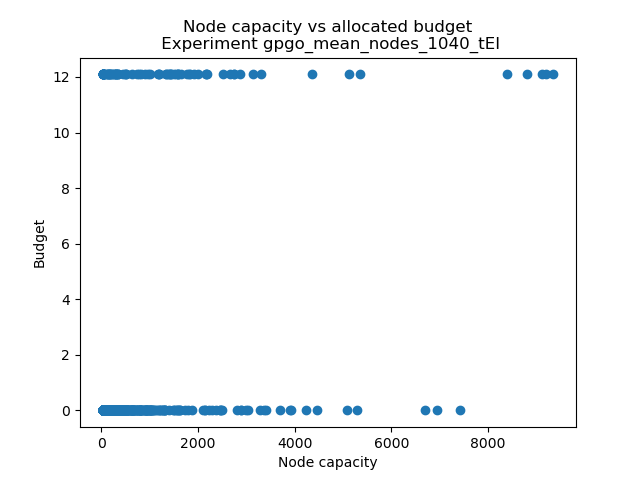 Node capacity vs allocated budget
Experiment gpgo_mean_nodes_1040_tEI
12
10
8
6
4
2
0
Budget
0 2000 4000 6000 8000
Node capacity